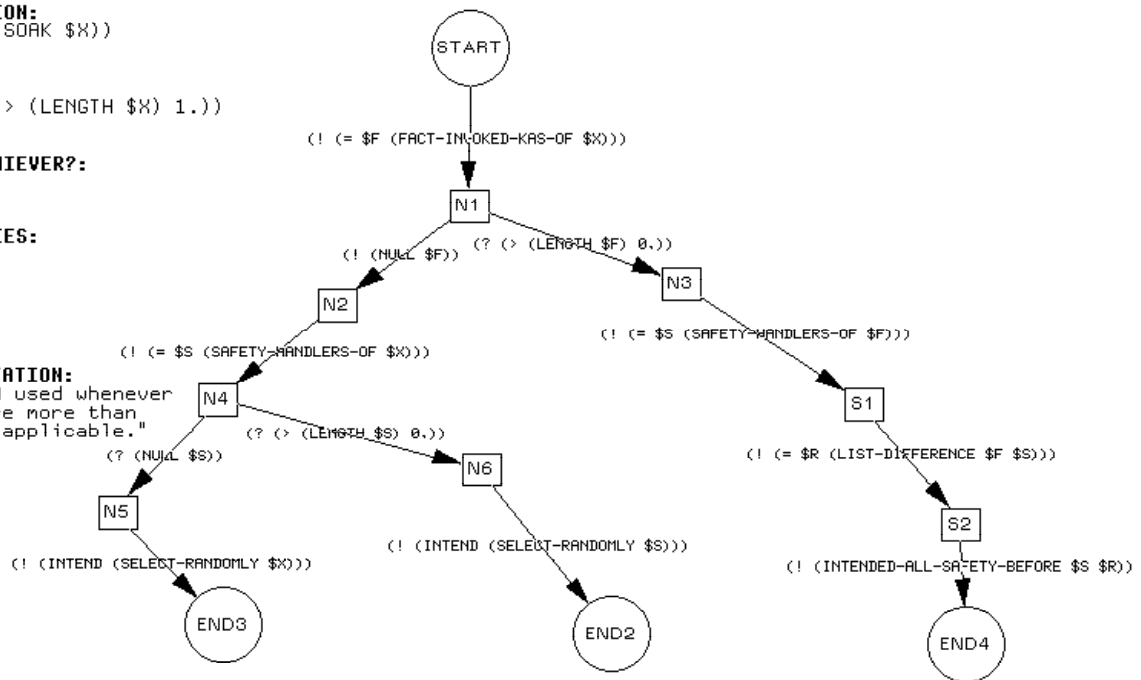 ION:
SOAK $X))
> (LENGTH $X) 1.))
HIEVER?:
IES:
TATION:
d used whenever
e more than
applicable."
START
(! (= $F (FACT-INVOKED-KAS-OF $X)))
N1
(! (NULL $F))
(? (> (LENGTH $F) 0.))
N2
N3
(! (= $S (SAFETY-HANDLERS-OF $X)))
(! (= $S (SAFETY-HANDLERS-OF $F)))
N4
S1
(? (NULL $S))
(? (> (LENGTH $S) 0.))
(! (= $R (LIST-DIFFERENCE $F $S)))
N5
N6
S2
(! (INTEND (SELECT-RANDOMLY $X)))
(! (INTEND (SELECT-RANDOMLY $S)))
(! (INTENDED-ALL-SAFETY-BEFORE $S $R))
END3
END2
END4